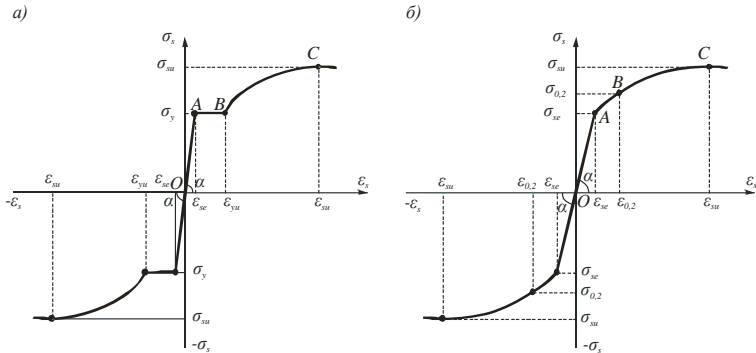 а)
б)
σs
σs
σsu
C
σsu
C
σ0,2
B
σy
A
B
σse
A
εsu
εyu
εse
O
α
εs
εsu
ε0,2
εse
α
εs
-εs
α
εse
εyu
εsu
-εs
α
O
εse
ε0,2
εsu
σy
σse
σ0,2
σsu
σsu
-σs
-σs